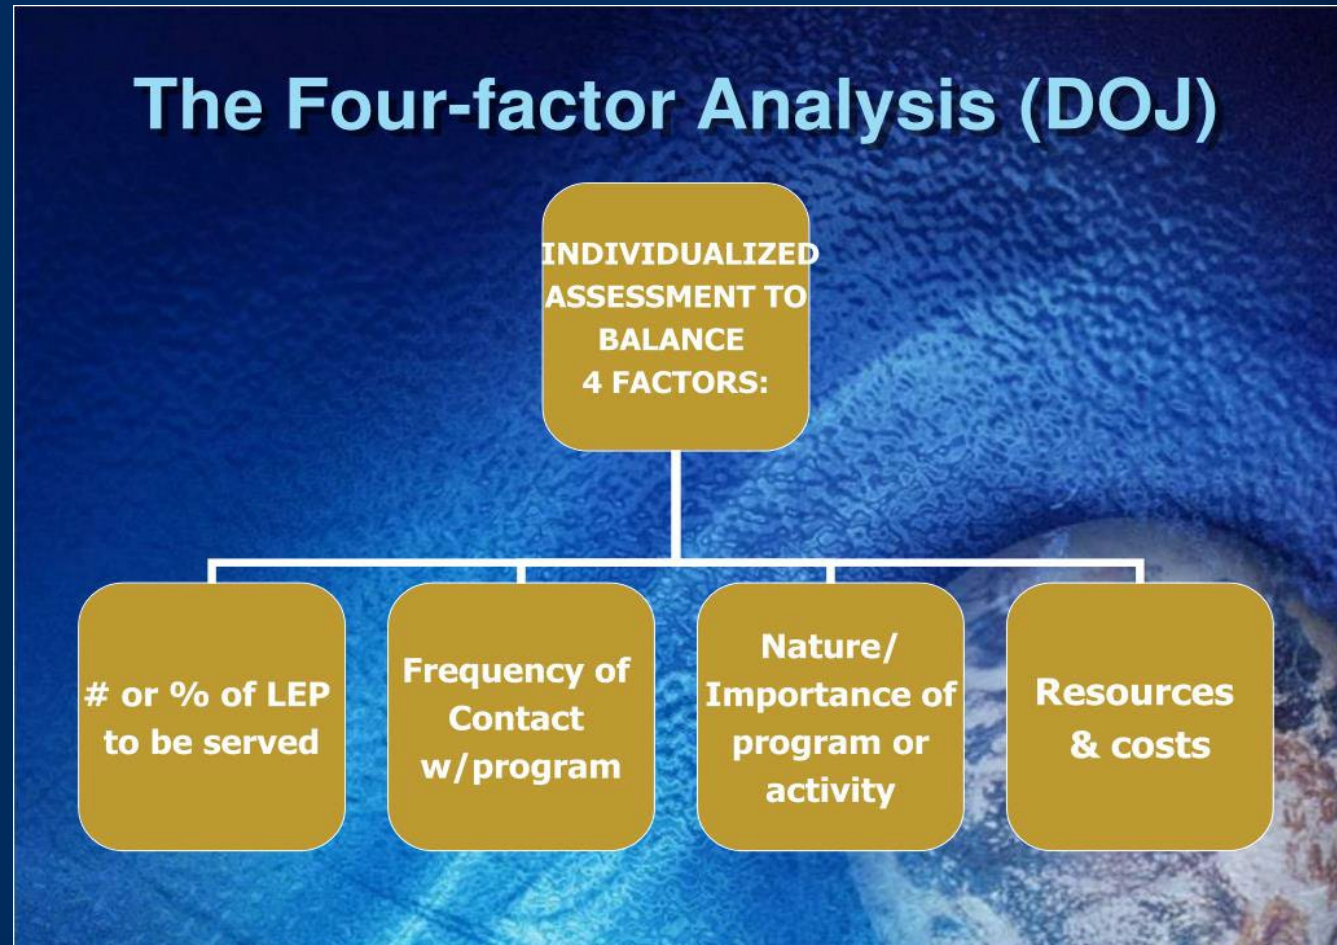 The Four-factor Analysis (DOJ)
INDIVIDUALIZED
ASSESSMENT TO
BALANCE
4 FACTORS:
# or % of LEP
to be served
Frequency of
Contact
w/program
Nature/
Importance of
program or
activity
Resources
& costs